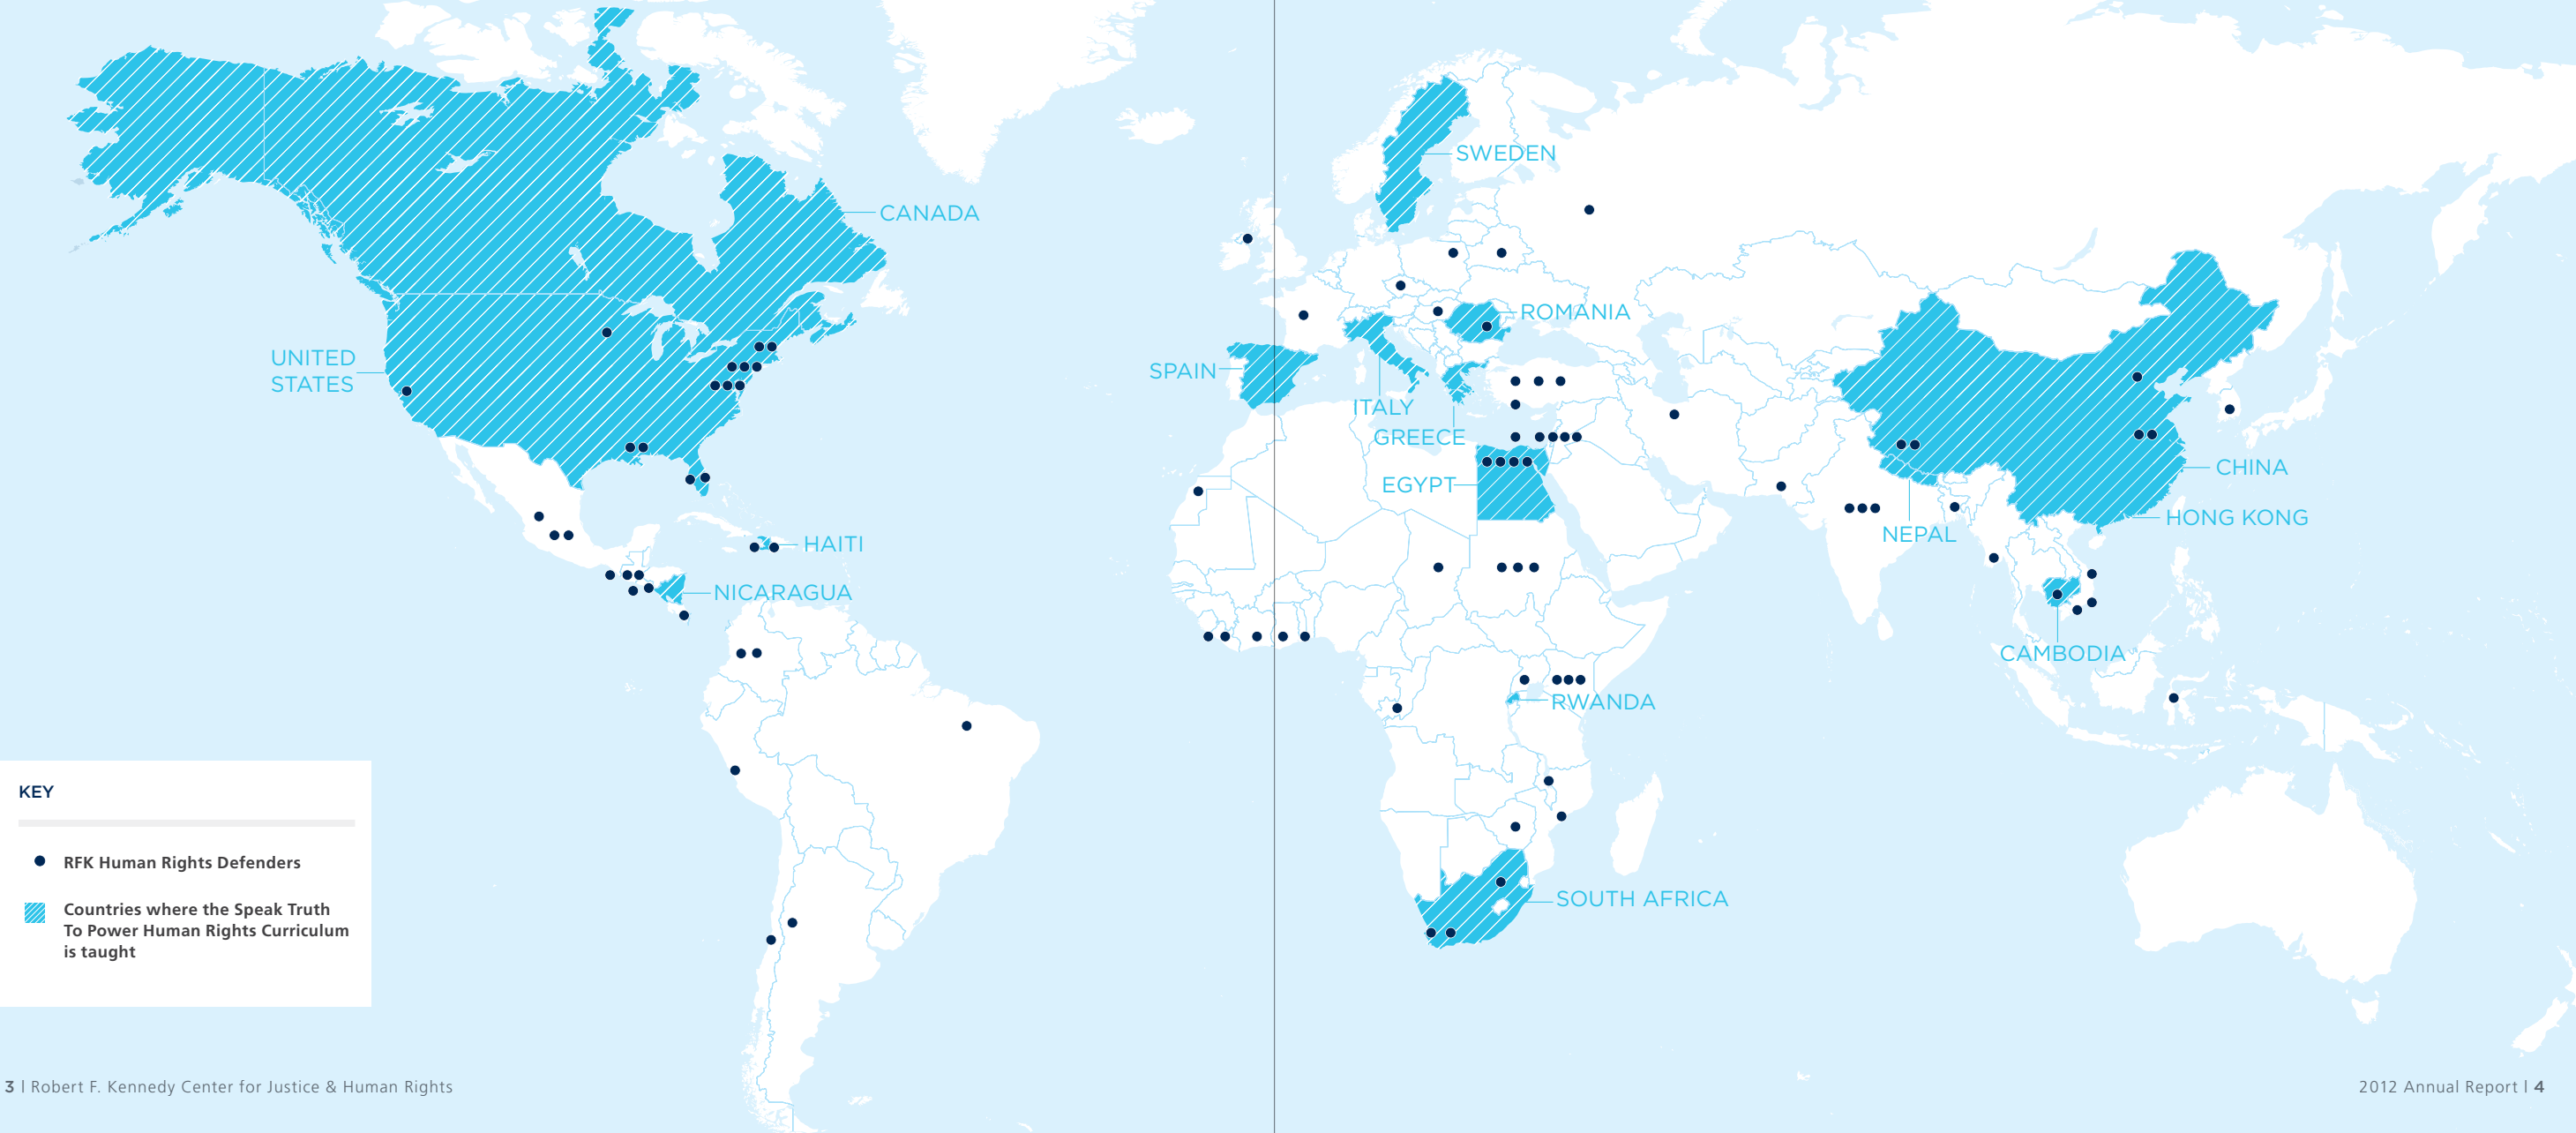 CANADA
UNITED
STATES
HAITI
NICARAGUA
KEY
RFK Human Rights Defenders
Countries where the Speak Truth
To Power Human Rights Curriculum
is taught
3 | Robert F. Kennedy Center for Justice & Human Rights
SWEDEN
ROMANIA
SPAIN
ITALY
GREECE
EGYPT
CHINA
HONG KONG
NEPAL
CAMBODIA
RWANDA
SOUTH AFRICA
2012 Annual Report | 4